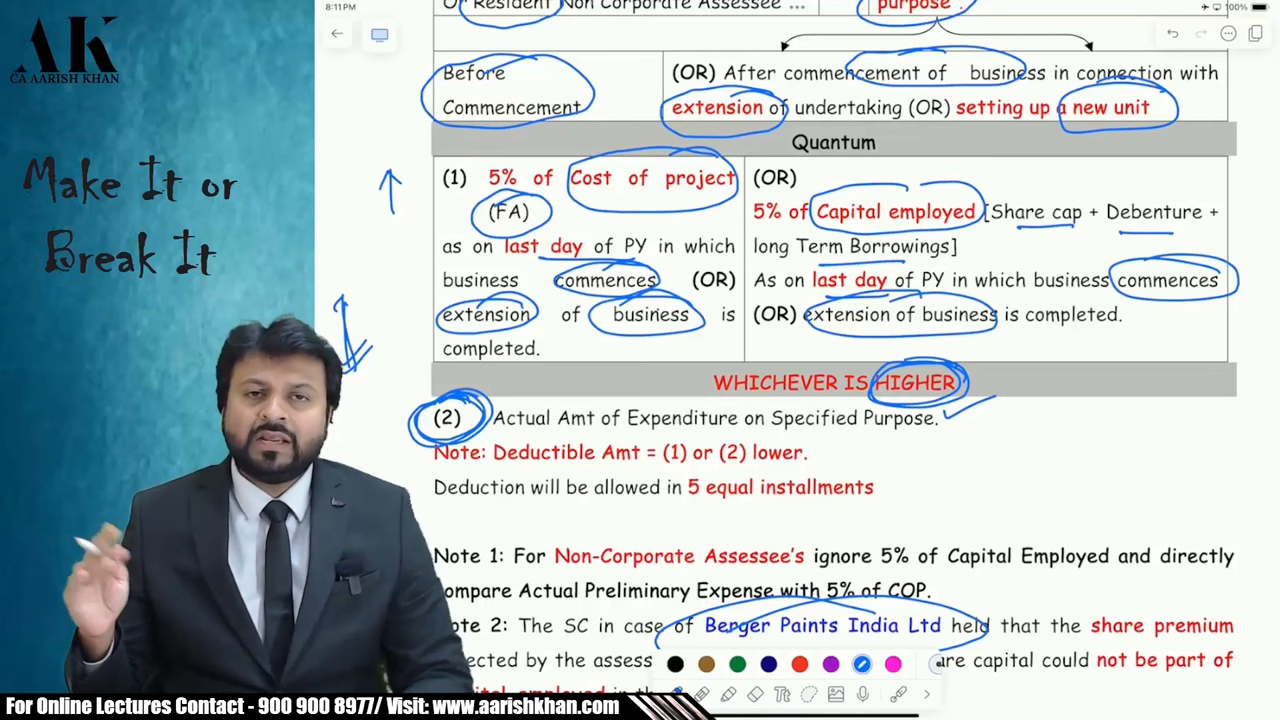 8:11 PM
100%
Or Resident Non Corporate Assessee ...
purpose".
AK
CA AARISH KHAN
Make It or
Break It
Before
Commencement
(OR) After commencement of business in connection with
extension of undertaking (OR) setting up a new unit
Quantum
(1) 5% of Cost of project
(FA)
as on last day of PY in which
business commences (OR)
extension of business is
completed.
(OR)
5% of Capital employed [Share cap + Debenture +
long Term Borrowings]
As on last day of PY in which business commences
(OR) extension of business is completed.
WHICHEVER IS HIGHER
(2) Actual Amt of Expenditure on Specified Purpose.
Note: Deductible Amt = (1) or (2) lower.
Deduction will be allowed in 5 equal installments
Note 1: For Non-Corporate Assessee's ignore 5% of Capital Employed and directly
ompare Actual Preliminary Expense with 5% of COP.
ote 2: The SC in case of Berger Paints India Ltd held that the share premium
ected by the assess are capital could not be part of
employed in
For Online Lectures Contact - 900 900 8977/ Visit: www.aarishkhan.com